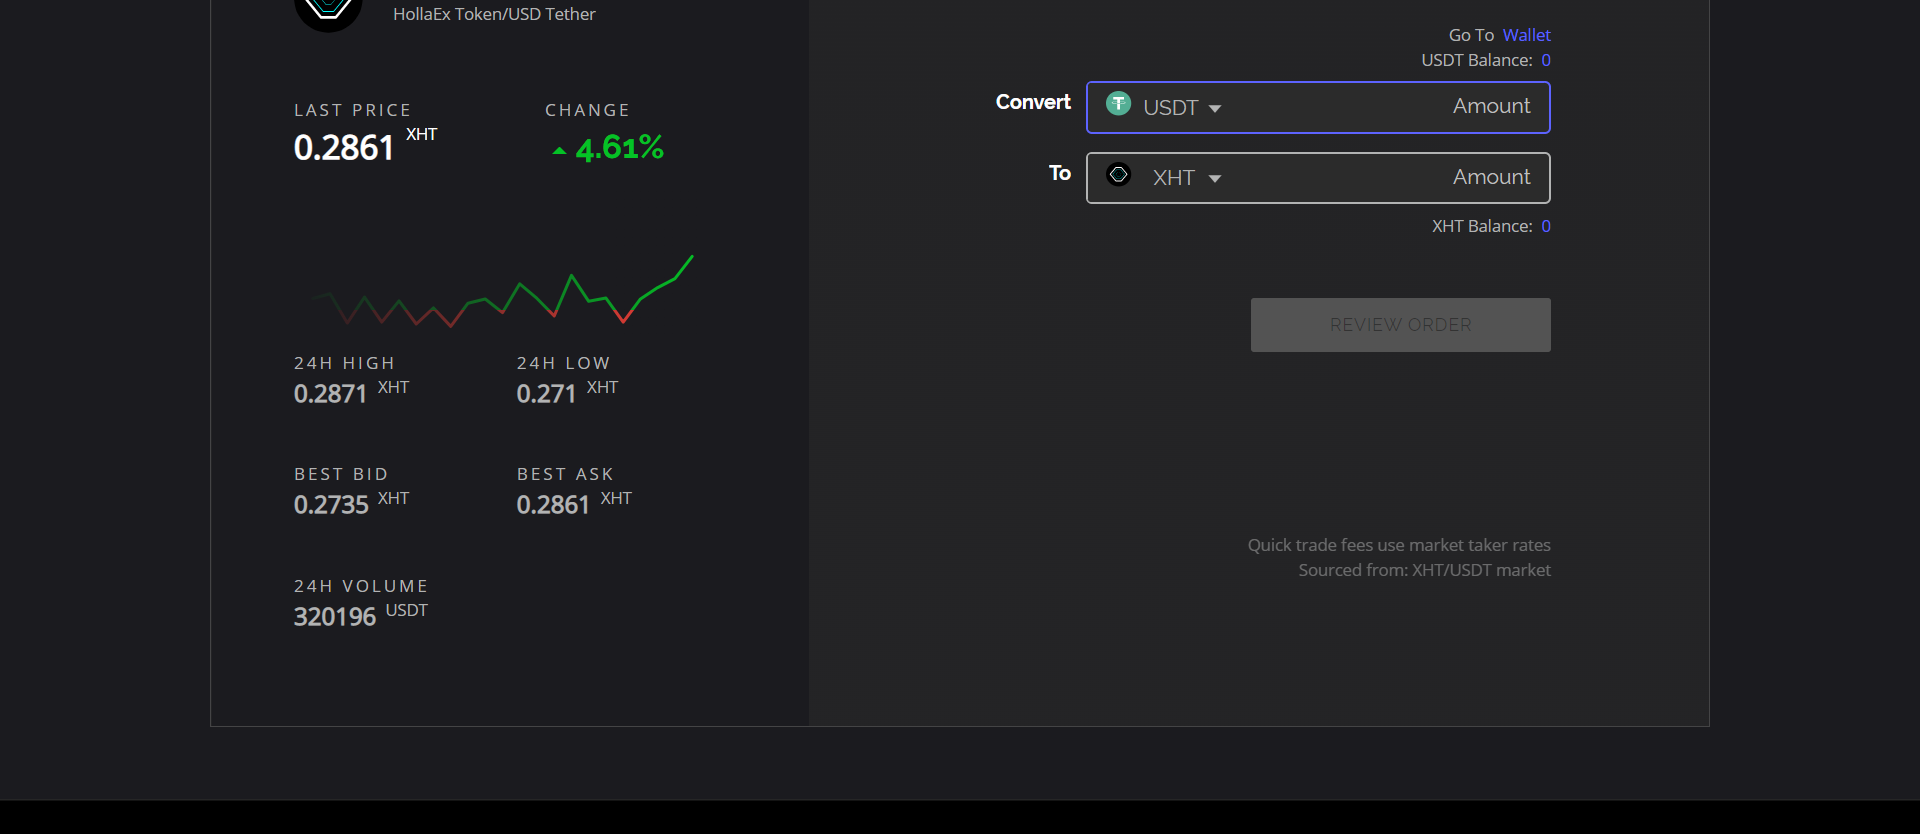 HollaEx Token/USD Tether
LAST PRICE
0.2861 XHT
CHANGE
4.61%
24H HIGH
0.2871 XHT
24H LOW
0.271 XHT
BEST BID
0.2735 XHT
BEST ASK
0.2861 XHT
24H VOLUME
320196 USDT
Go To Wallet
USDT Balance: 0
Convert USDT Amount
To XHT Amount
XHT Balance: 0
REVIEW ORDER
Quick trade fees use market taker rates
Sourced from: XHT/USDT market